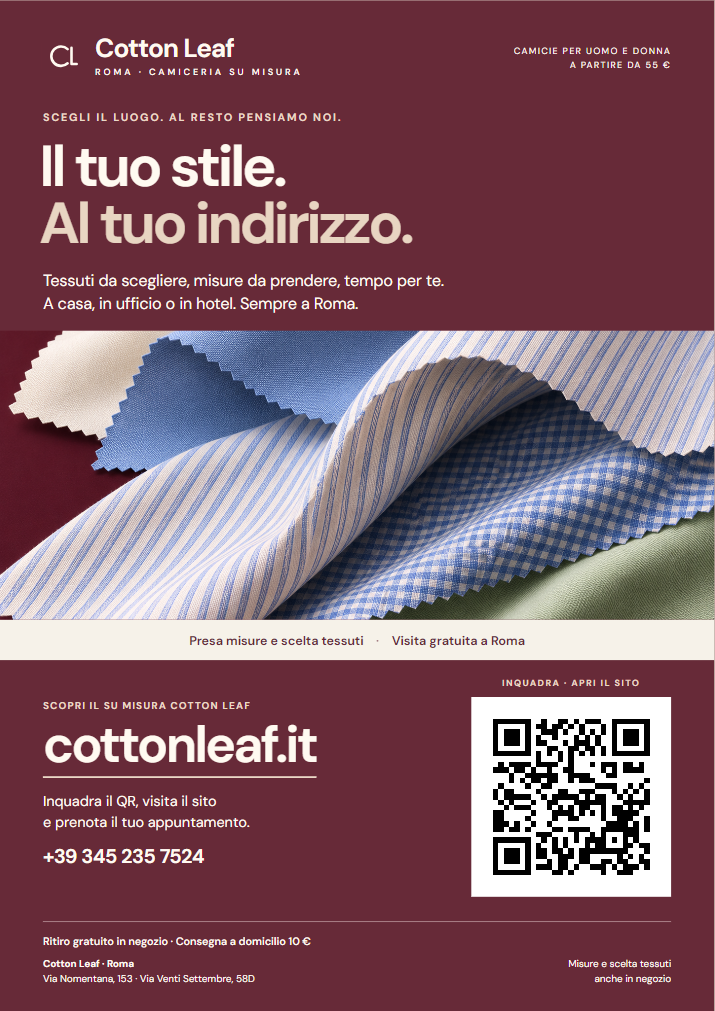 CL
Cotton Leaf
ROMA · CAMICERIA SU MISURA
CAMICIE PER UOMO E DONNA
A PARTIRE DA 55 €
SCEGLI IL LUOGO. AL RESTO PENSIAMO NOI.
Il tuo stile.
Al tuo indirizzo.
Tessuti da scegliere, misure da prendere, tempo per te.
A casa, in ufficio o in hotel. Sempre a Roma.
Presa misure e scelta tessuti · Visita gratuita a Roma
INQUADRA · APRI IL SITO
SCOPRI IL SU MISURA COTTON LEAF
cottonleaf.it
Inquadra il QR, visita il sito
e prenota il tuo appuntamento.
+39 345 235 7524
Ritiro gratuito in negozio · Consegna a domicilio 10 €
Cotton Leaf · Roma
Via Nomentana, 153 · Via Venti Settembre, 58D
Misure e scelta tessuti
anche in negozio